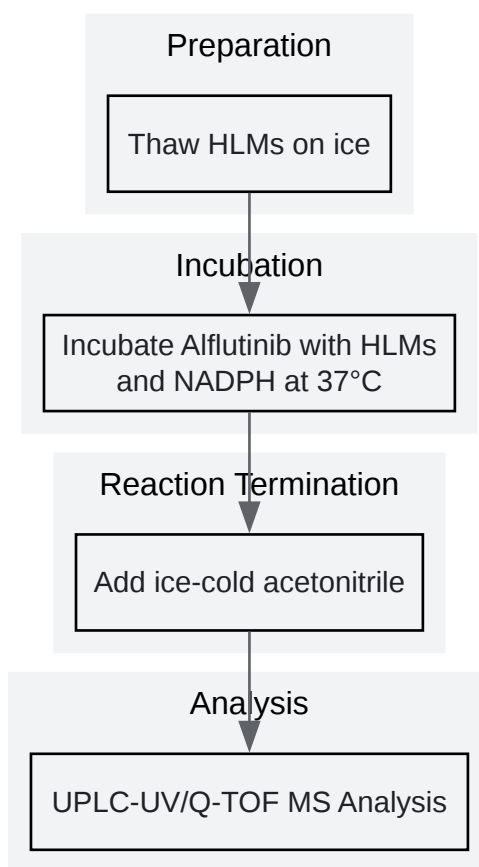 Preparation
Thaw HLMs on ice
Incubation
Incubate Alflutinib with HLMs
and NADPH at 37°C
Reaction Termination
Add ice-cold acetonitrile
Analysis
UPLC-UV/Q-TOF MS Analysis